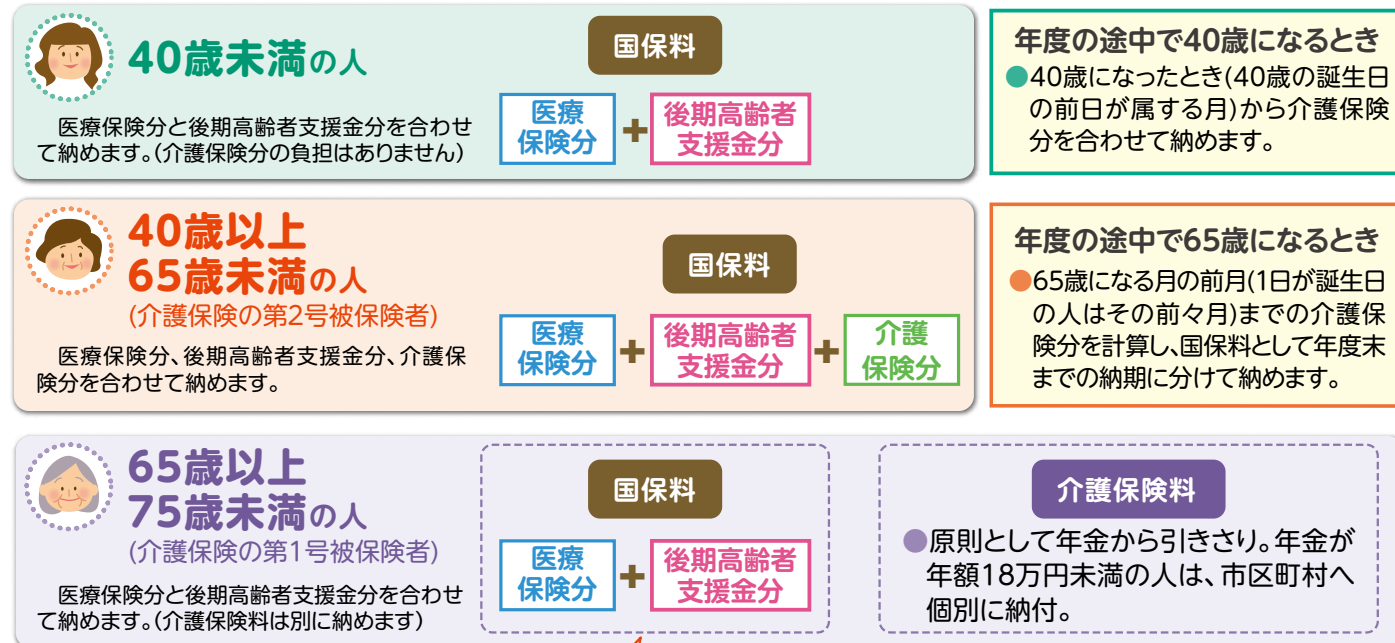 40歳未満の人
医療保険分と後期高齢者支援金分を合わせ
て納めます。(介護保険分の負担はありません)
国保料
医療
保険分
+
後期高齢者
支援金分
年度の途中で40歳になるとき
●40歳になったとき(40歳の誕生日
の前日が属する月)から介護保険
分を合わせて納めます。
40歳以上
65歳未満の人
(介護保険の第2号被保険者)
医療保険分、後期高齢者支援金分、介護保
険分を合わせて納めます。
国保料
医療
保険分
+
後期高齢者
支援金分
+
介護
保険分
年度の途中で65歳になるとき
●65歳になる月の前月(1日が誕生日
の人はその前々月)までの介護保
険分を計算し、国保料として年度末
までの納期に分けて納めます。
65歳以上
75歳未満の人
(介護保険の第1号被保険者)
医療保険分と後期高齢者支援金分を合わせ
て納めます。(介護保険料は別に納めます)
国保料
医療
保険分
+
後期高齢者
支援金分
介護保険料
●原則として年金から引きさり。年金が
年額18万円未満の人は、市区町村へ
個別に納付。